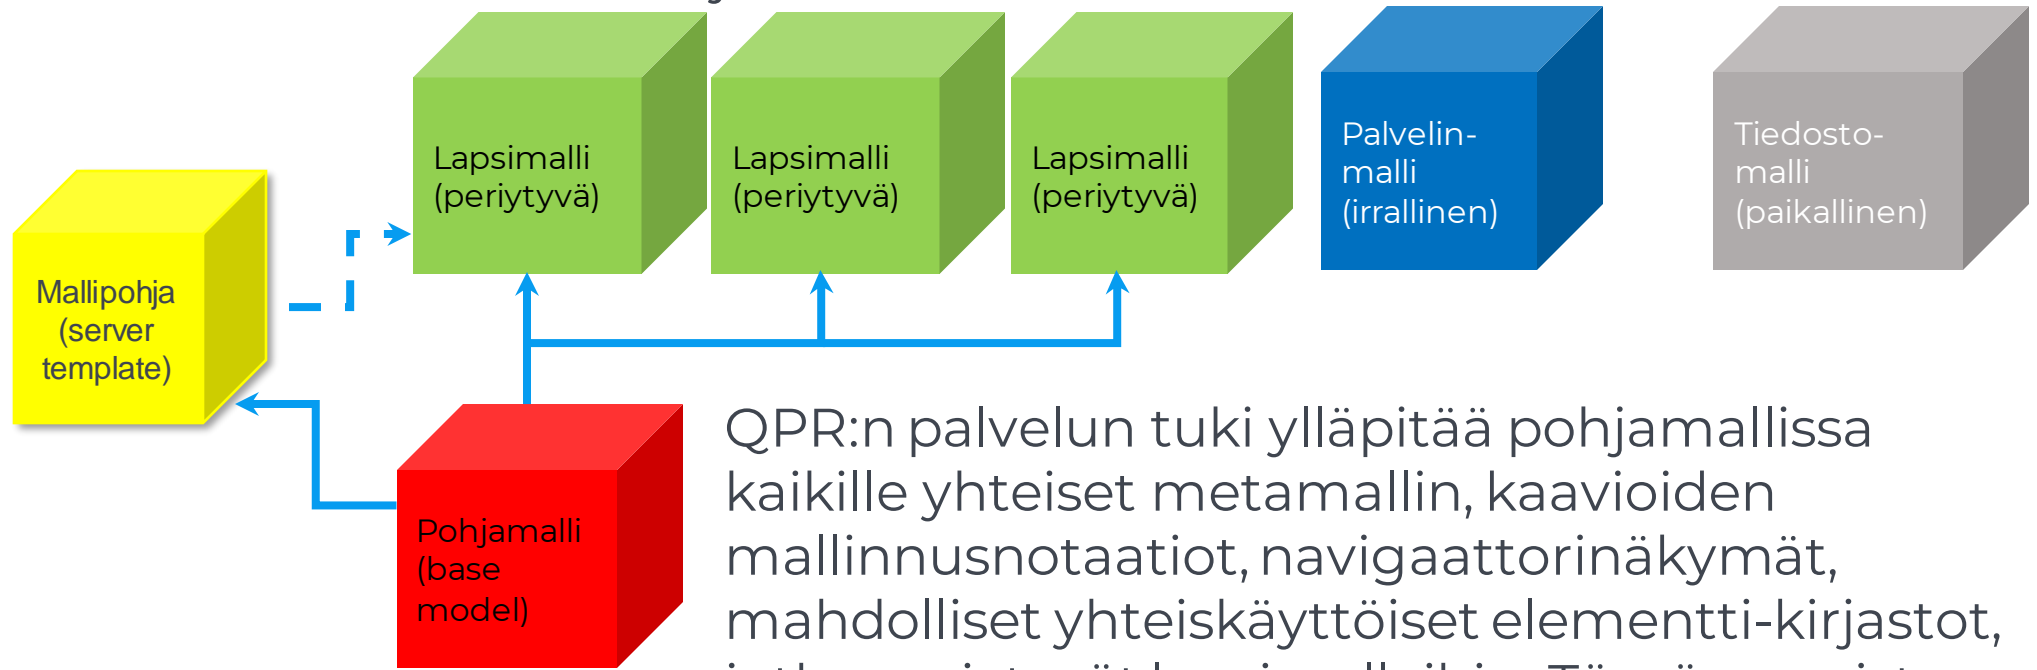 Lapsimalli
(periytyvä)
Lapsimalli
(periytyvä)
Lapsimalli
(periytyvä)
Palvelin-
malli
(irrallinen)
Tiedosto-
malli
(paikallinen)
Mallipohja
(server
template)
Pohjamalli
(base
model)
QPR:n palvelun tuki ylläpitää pohjamallissa
kaikille yhteiset metamallin, kaavioiden
mallinnusnotaatiot, navigaattorinäkymät,
mahdolliset yhteiskäyttöiset elementti-kirjastot,